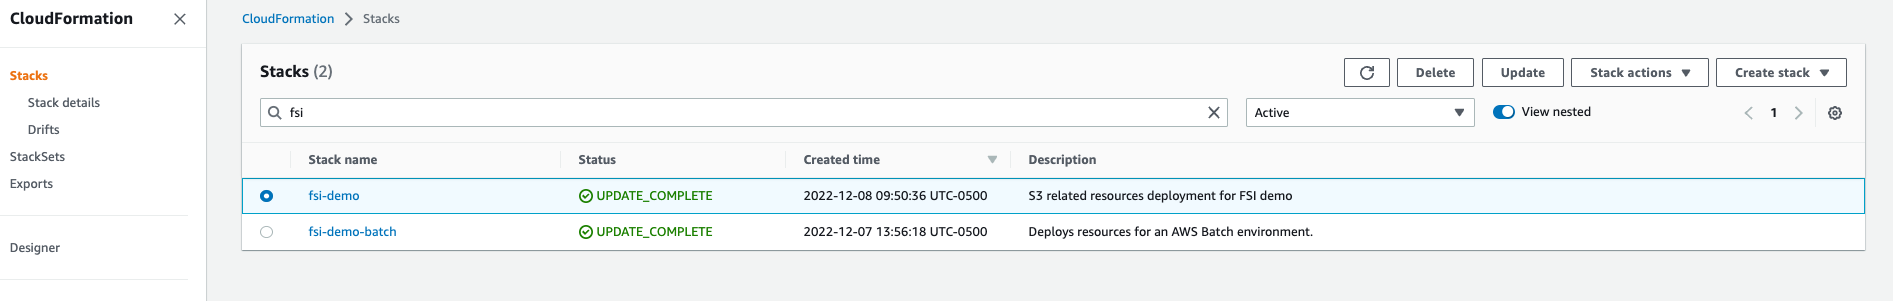 CloudFormation
Stacks
Stack details
Drifts
StackSets
Exports
Designer
CloudFormation > Stacks
Stacks (2)
Delete
Update
Stack actions
Create stack
fsi
Active
View nested
1
Stack name Status Created time Description
fsi-demo UPDATE_COMPLETE 2022-12-08 09:50:36 UTC-0500 S3 related resources deployment for FSI demo
fsi-demo-batch UPDATE_COMPLETE 2022-12-07 13:56:18 UTC-0500 Deploys resources for an AWS Batch environment.